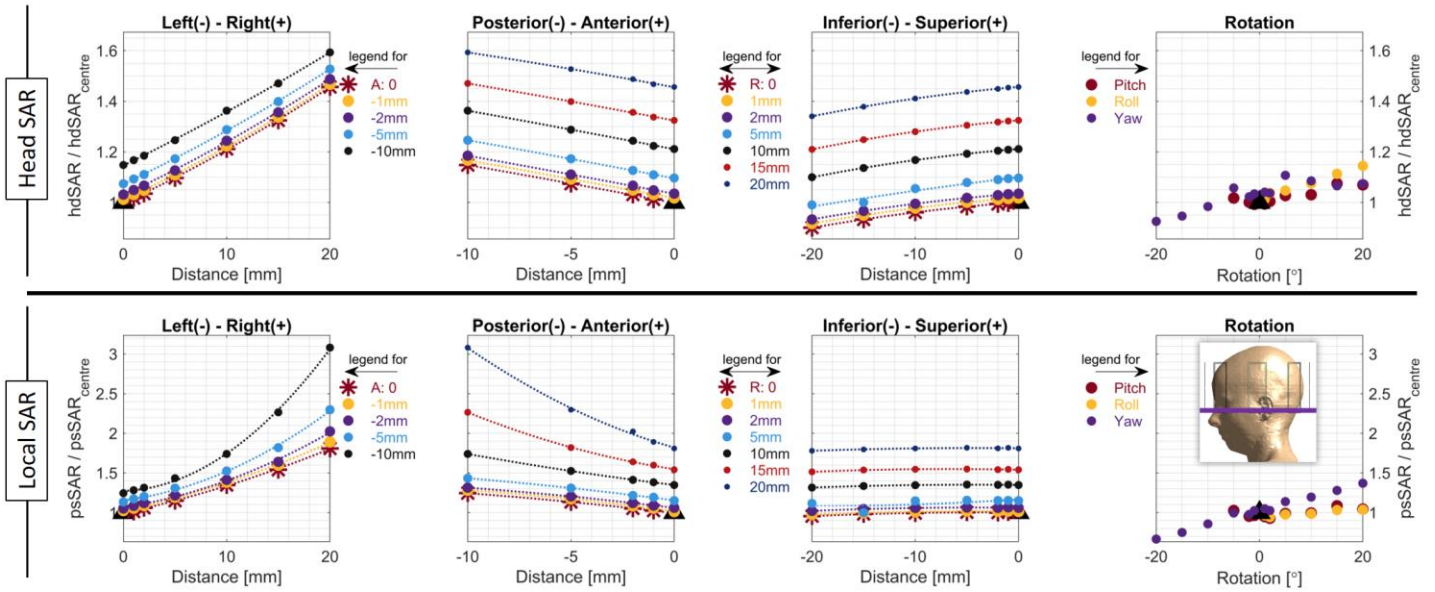 Head SAR
Left(-) - Right(+)
hdSAR / hdSARcentre
1.6
1.4
1.2
1
0
10
20
Distance [mm]
legend for
A: 0
-1mm
-2mm
-5mm
-10mm
Posterior(-) - Anterior(+)
-10
-5
0
Distance [mm]
legend for
R: 0
1mm
2mm
5mm
10mm
15mm
20mm
Inferior(-) - Superior(+)
-20
-10
0
Distance [mm]
legend for
Pitch
Roll
Yaw
Rotation
1.6
1.4
1.2
1
hdSAR / hdSARcentre
-20
0
20
Rotation [°]
Local SAR
Left(-) - Right(+)
psSAR / psSARcentre
3
2.5
2
1.5
1
0
10
20
Distance [mm]
legend for
A: 0
-1mm
-2mm
-5mm
-10mm
Posterior(-) - Anterior(+)
-10
-5
0
Distance [mm]
legend for
R: 0
1mm
2mm
5mm
10mm
15mm
20mm
Inferior(-) - Superior(+)
-20
-10
0
Distance [mm]
legend for
Pitch
Roll
Yaw
Rotation
3
2.5
2
1.5
1
psSAR / psSARcentre
-20
0
20
Rotation [°]